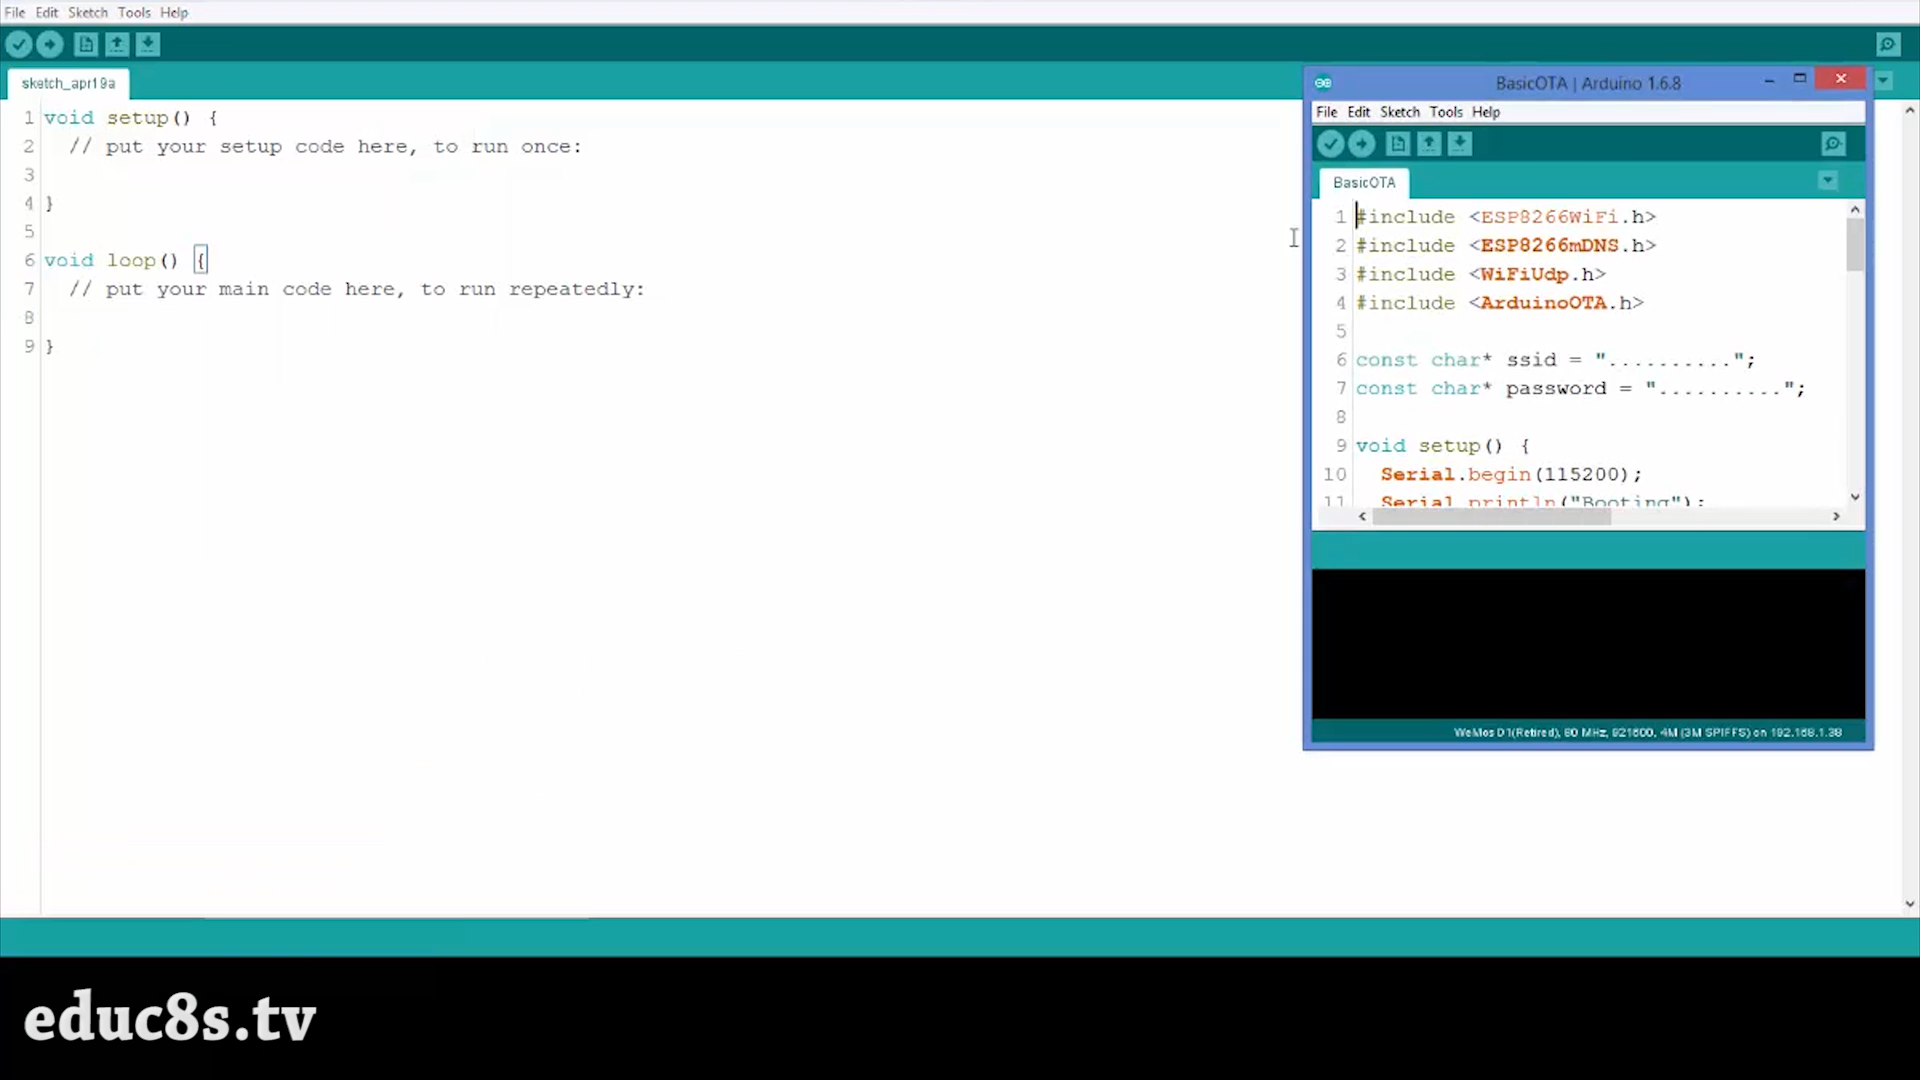 File Edit Sketch Tools Help
sketch_apr19a
1 void setup() {
2 // put your setup code here, to run once:
3
4 }
5
6 void loop() {
7 // put your main code here, to run repeatedly:
8
9 }
BasicOTA | Arduino 1.6.8
File Edit Sketch Tools Help
BasicOTA
1 #include <ESP8266WiFi.h>
2 #include <ESP8266mDNS.h>
3 #include <WiFiUdp.h>
4 #include <ArduinoOTA.h>
5
6 const char* ssid = "..........";
7 const char* password = "..........";
8
9 void setup() {
10 Serial.begin(115200);
11 Serial.println("Booting");
WeMos D1(Retired), 80 MHz, 921600, 4M (3M SPIFFS) on 192.168.1.38
educ8s.tv